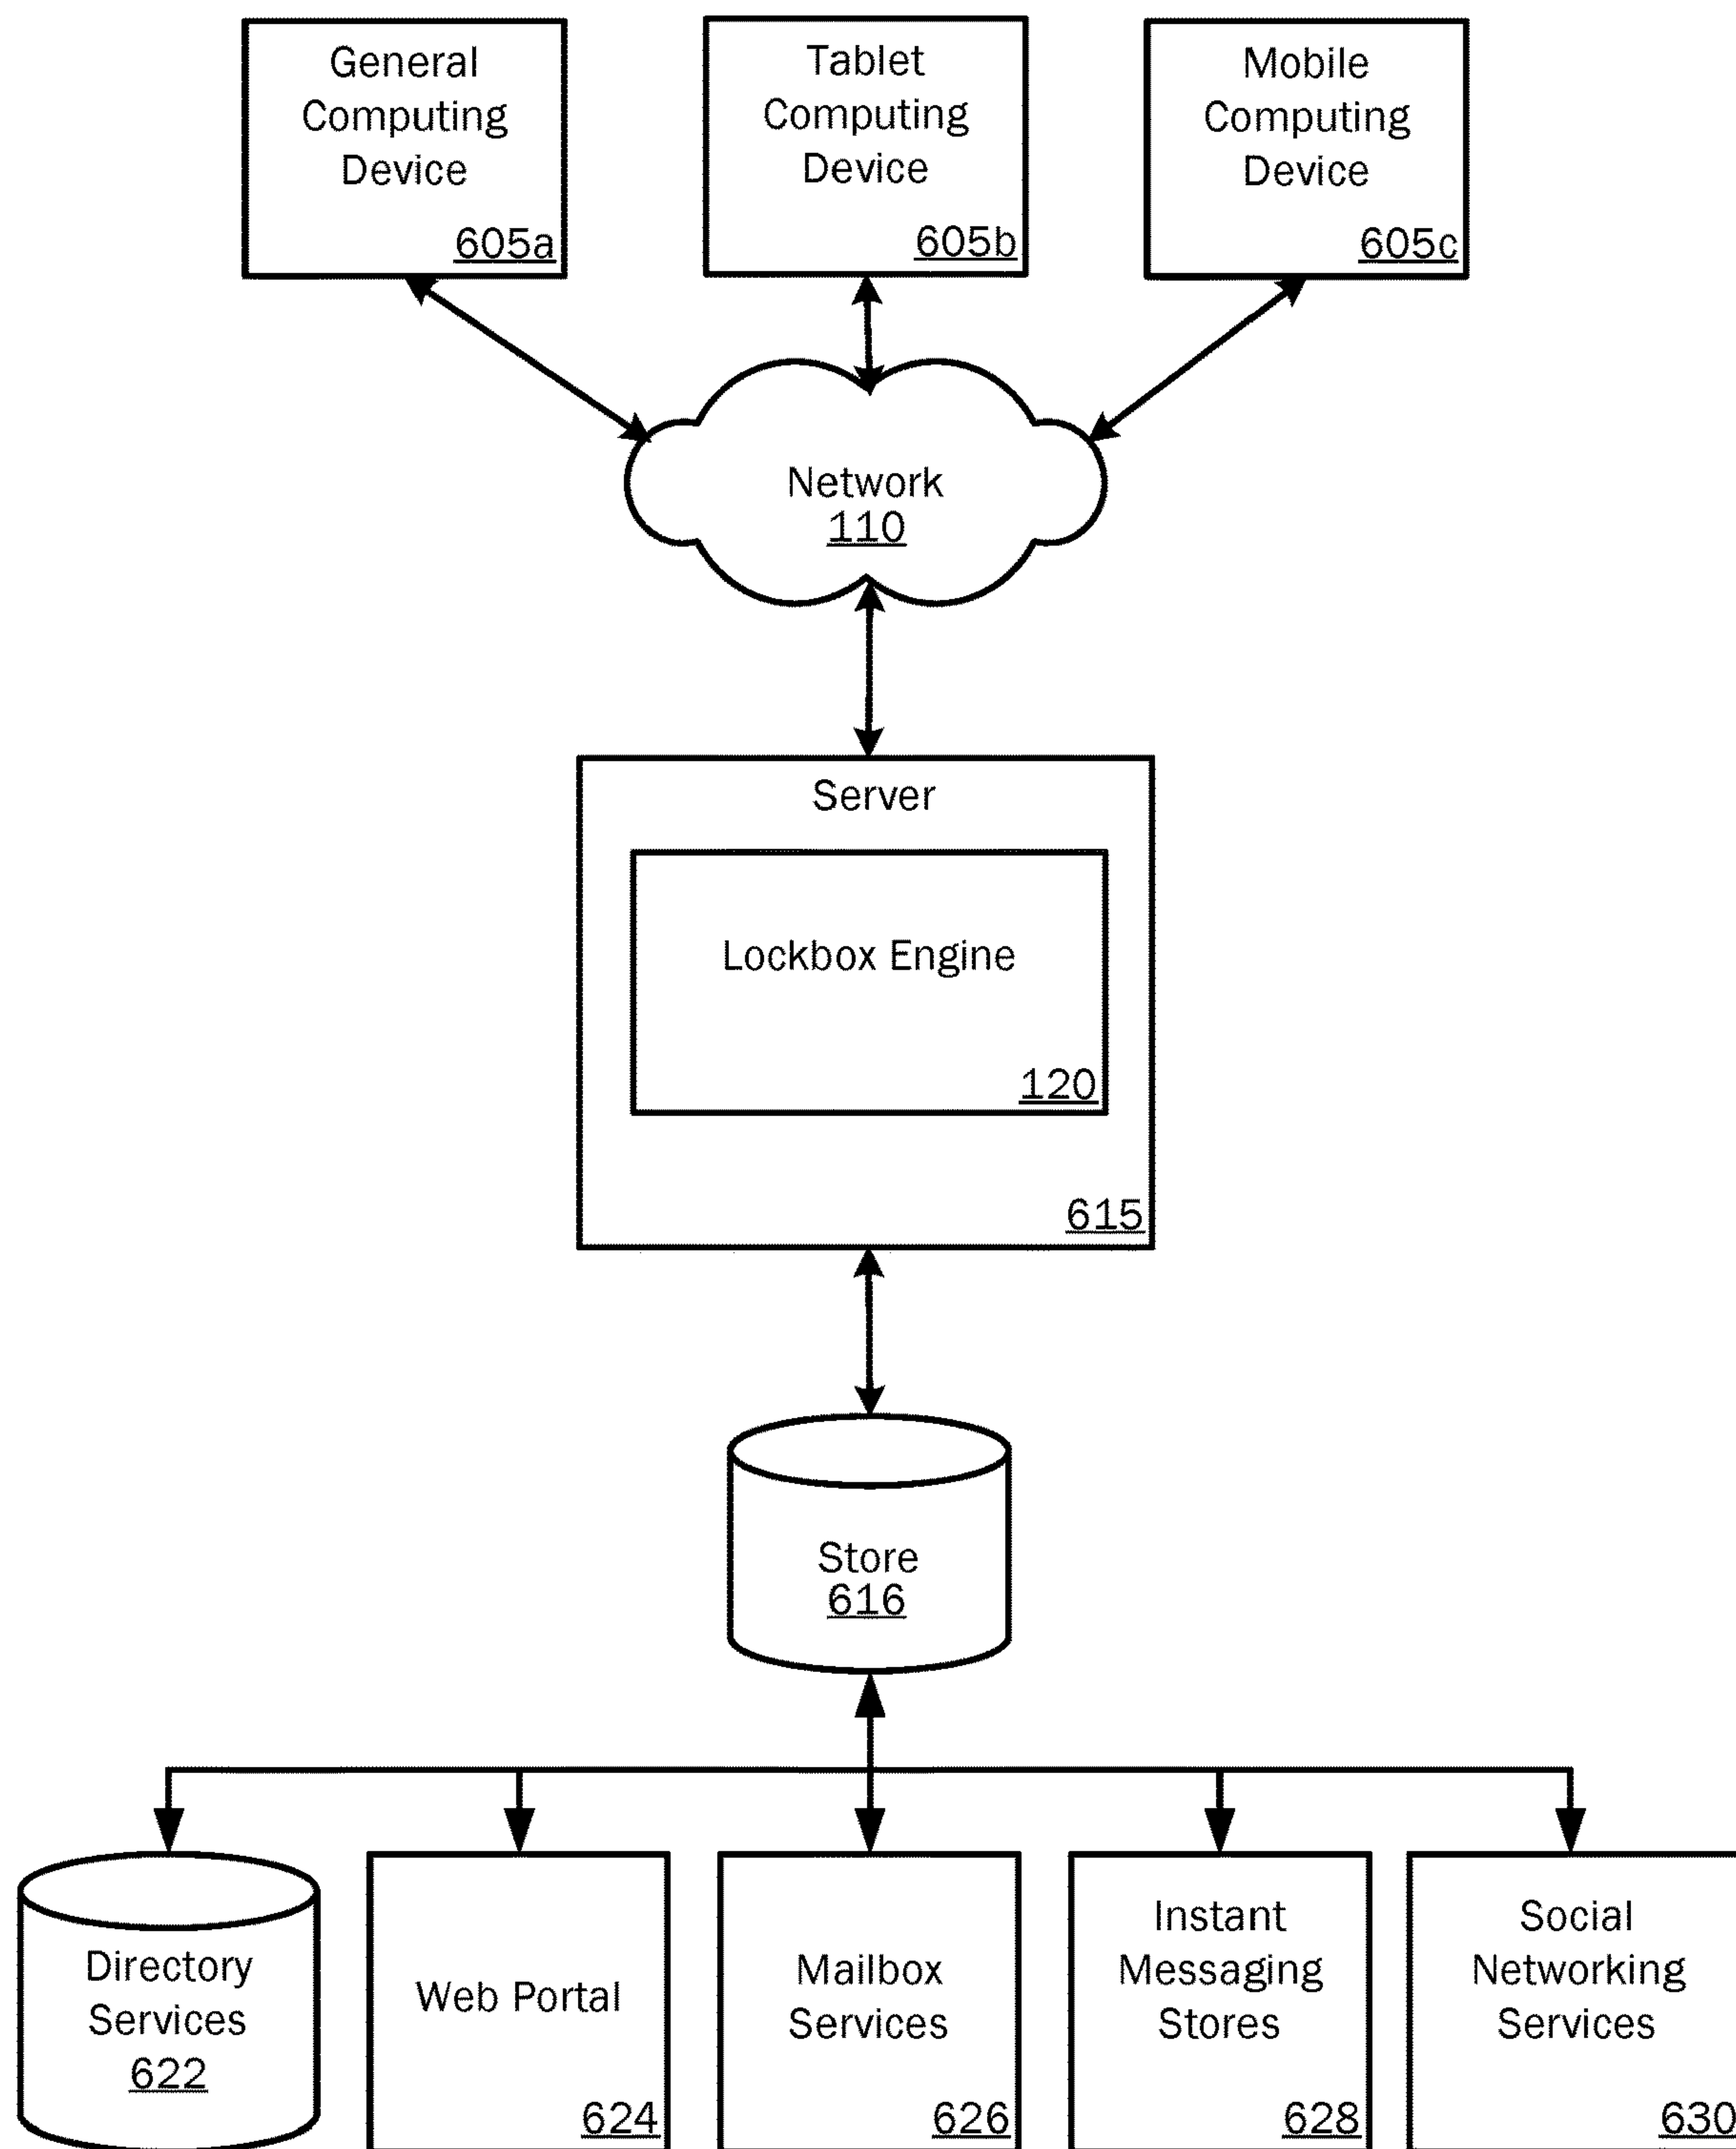 General
Computing
Device
605a
Tablet
Computing
Device
605b
Mobile
Computing
Device
605c
Network
110
Server
Lockbox Engine
120
615
Store
616
Directory
Services
622
Web Portal
624
Mailbox
Services
626
Instant
Messaging
Stores
628
Social
Networking
Services
630